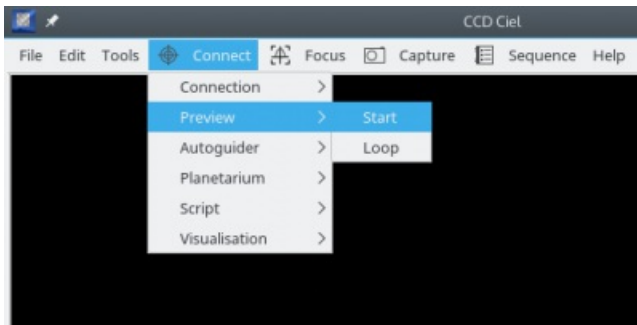 CCD Ciel
File Edit Tools Connect Focus Capture Sequence Help
Connection >
Preview > Start
Autoguider > Loop
Planetarium >
Script >
Visualisation >